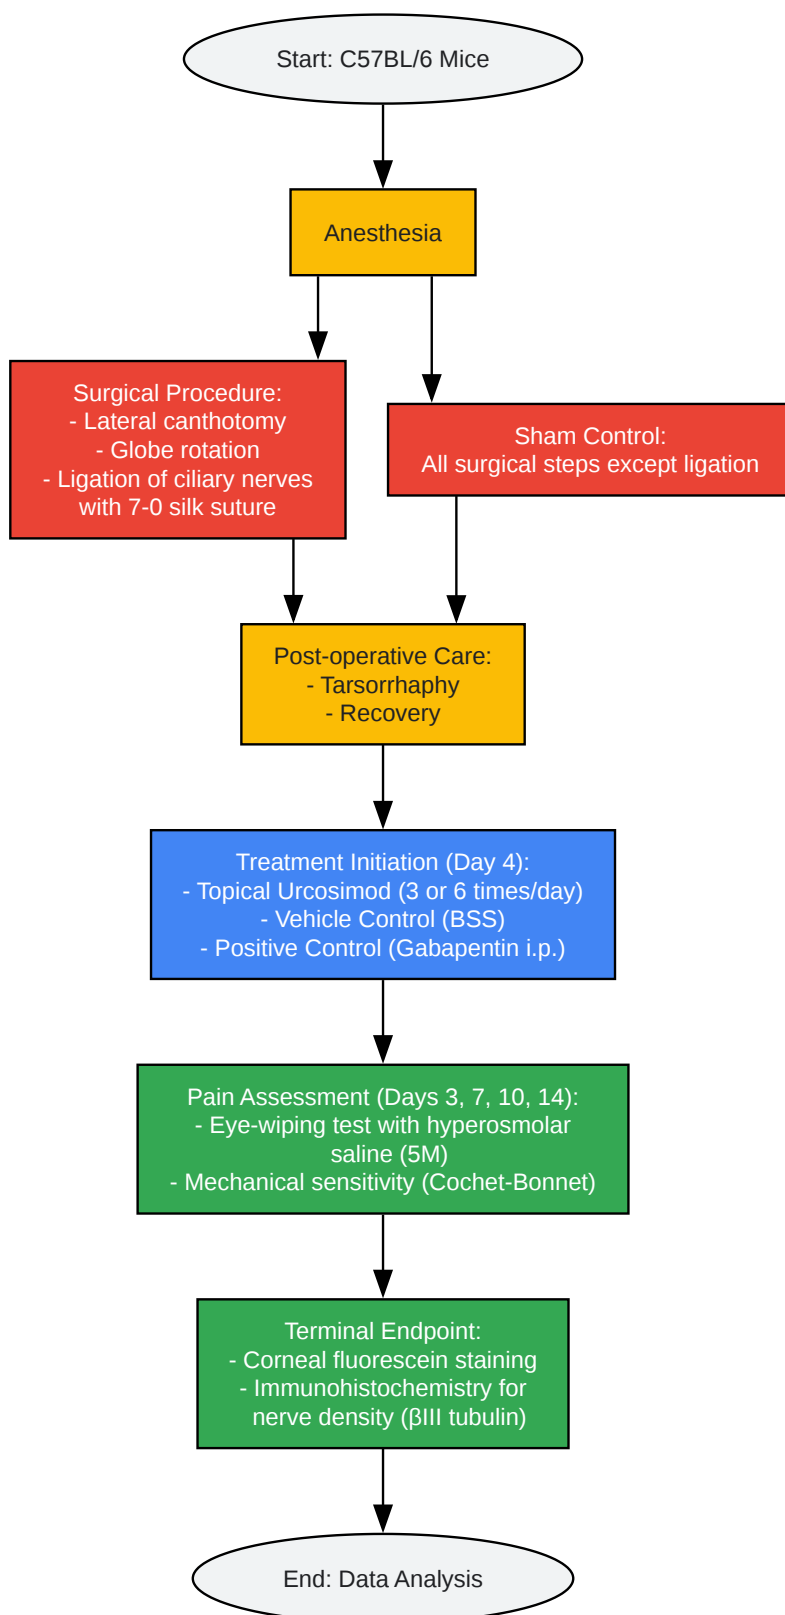 Start: C57BL/6 Mice
Anesthesia
Surgical Procedure:
- Lateral canthotomy
- Globe rotation
- Ligation of ciliary nerves
with 7-0 silk suture
Sham Control:
All surgical steps except ligation
Post-operative Care:
- Tarsorrhaphy
- Recovery
Treatment Initiation (Day 4):
- Topical Urcosimod (3 or 6 times/day)
- Vehicle Control (BSS)
- Positive Control (Gabapentin i.p.)
Pain Assessment (Days 3, 7, 10, 14):
- Eye-wiping test with hyperosmolar
saline (5M)
- Mechanical sensitivity (Cochet-Bonnet)
Terminal Endpoint:
- Corneal fluorescein staining
- Immunohistochemistry for
nerve density (βIII tubulin)
End: Data Analysis